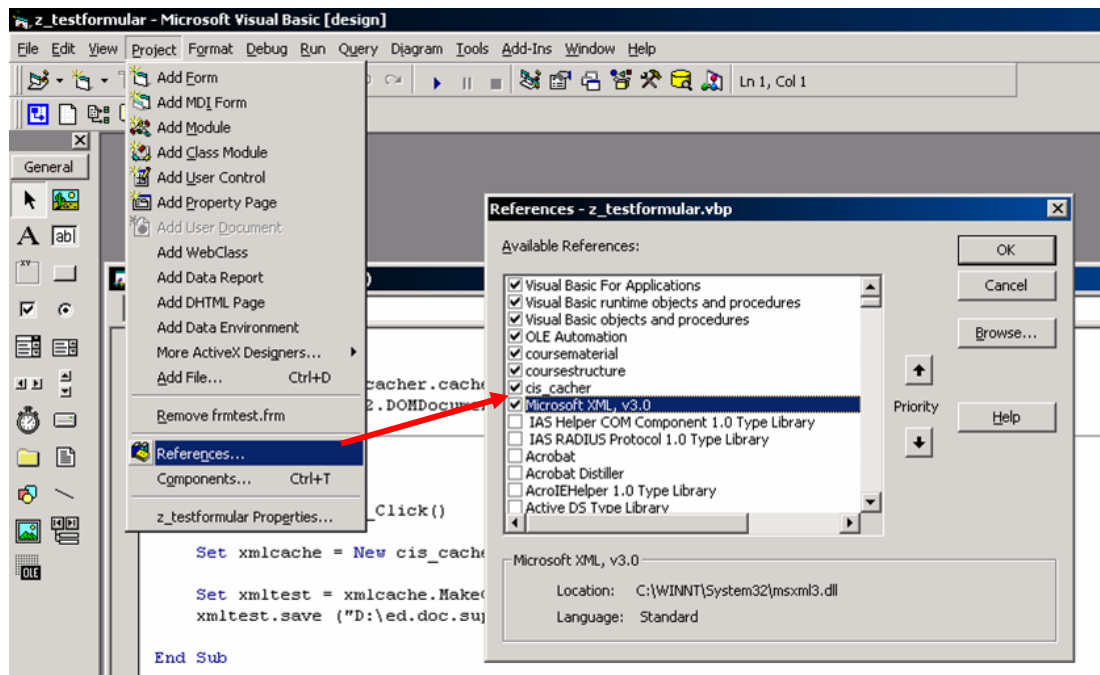 z_testformular - Microsoft Visual Basic [design]
File Edit View Project Format Debug Run Query Diagram Tools Add-Ins Window Help
Ln 1, Col 1
General
A ab|
XY
OLE
Add Form
Add MDI Form
Add Module
Add Class Module
Add User Control
Add Property Page
Add User Document
Add WebClass
Add Data Report
Add DHTML Page
Add Data Environment
More ActiveX Designers...
Add File... Ctrl+D
Remove frmtest.frm
References...
Components... Ctrl+T
z_testformular Properties...
)
cacher.cache
2.DOMDocume
_Click()
Set xmlcache = New cis_cache
Set xmltest = xmlcache.Make
xmltest.save ("D:\ed.doc.su
End Sub
References - z_testformular.vbp
Available References:
Visual Basic For Applications
Visual Basic runtime objects and procedures
Visual Basic objects and procedures
OLE Automation
coursematerial
coursestructure
cis_cacher
Microsoft XML, v3.0
IAS Helper COM Component 1.0 Type Library
IAS RADIUS Protocol 1.0 Type Library
Acrobat
Acrobat Distiller
AcroIEHelper 1.0 Type Library
Active DS Type Library
OK
Cancel
Browse...
Priority
Help
Microsoft XML, v3.0
Location: C:\WINNT\System32\msxml3.dll
Language: Standard